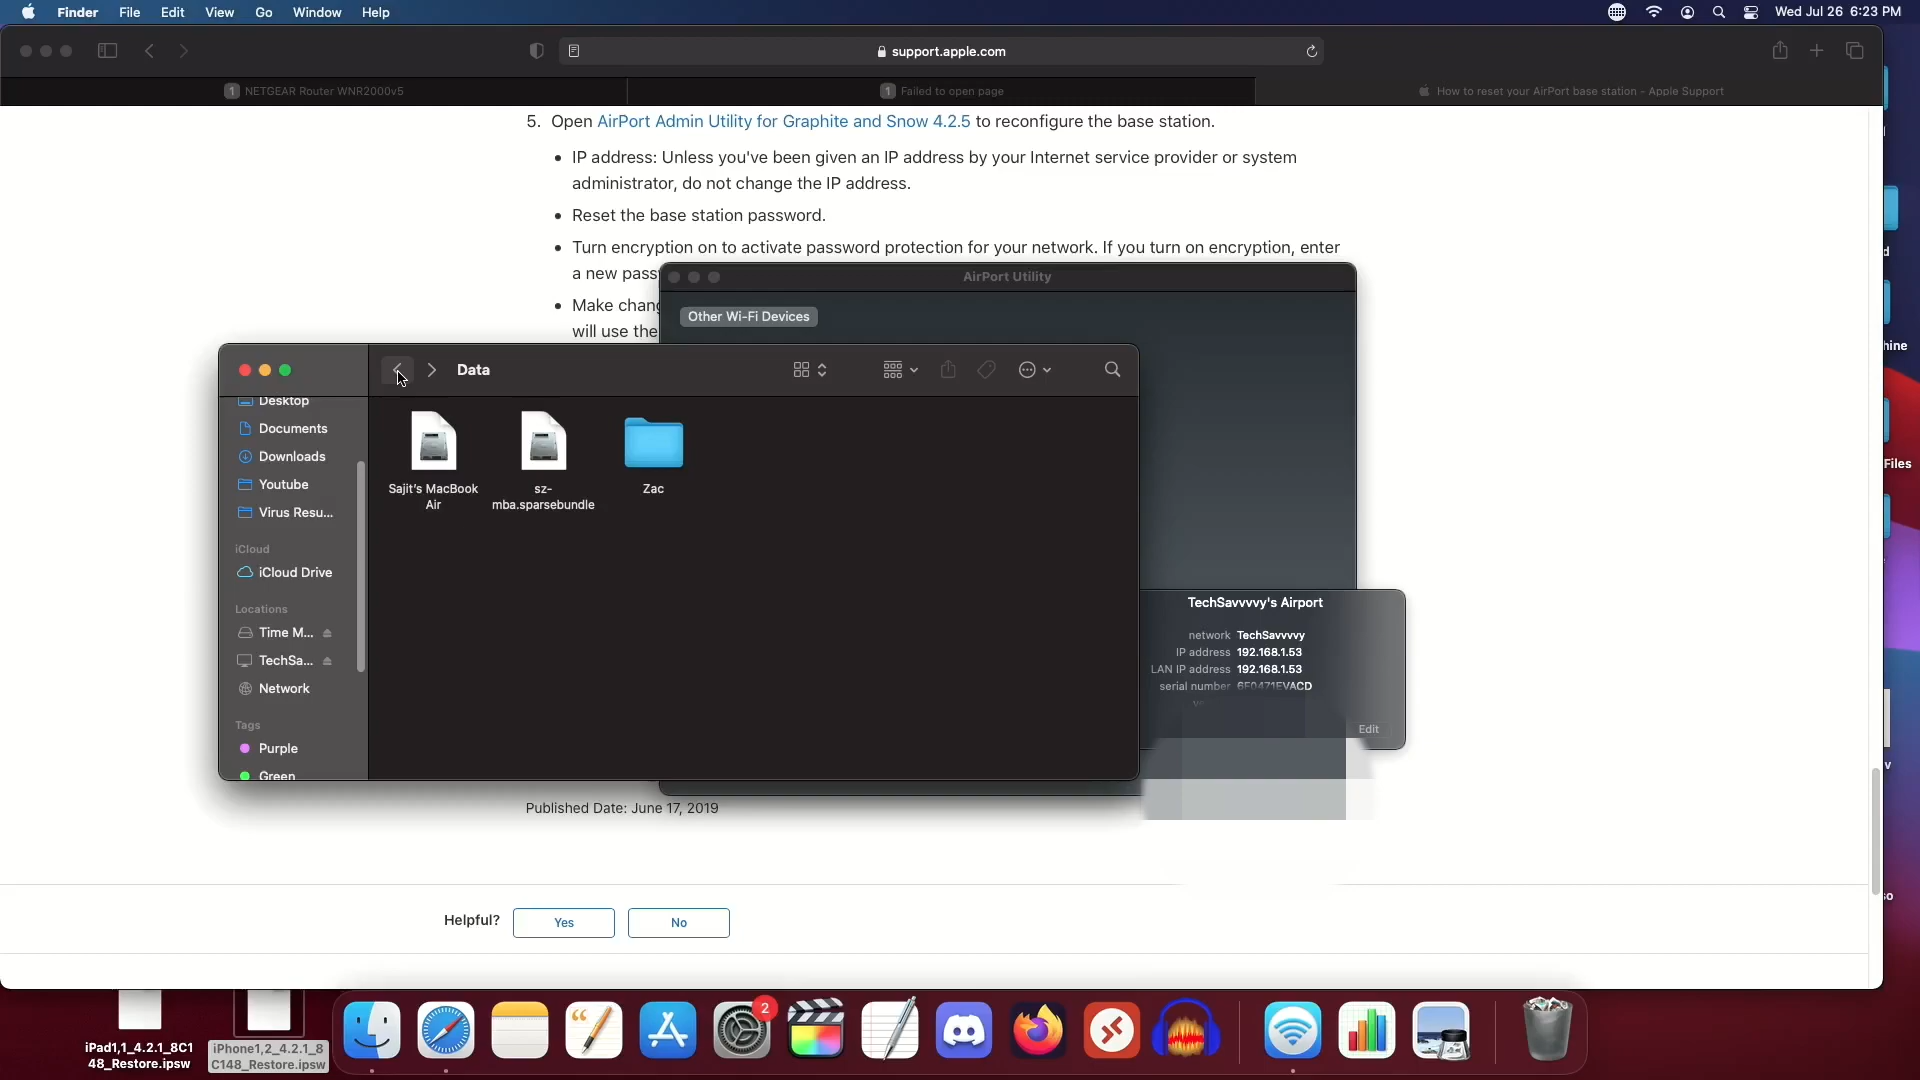 Finder File Edit View Go Window Help
Wed Jul 26 6:23 PM
support.apple.com
1 NETGEAR Router WNR2000v5
1 Failed to open page
How to reset your AirPort base station - Apple Support
5. Open AirPort Admin Utility for Graphite and Snow 4.2.5 to reconfigure the base station.
• IP address: Unless you've been given an IP address by your Internet service provider or system
administrator, do not change the IP address.
• Reset the base station password.
• Turn encryption on to activate password protection for your network. If you turn on encryption, enter
a new pass
• Make chang
will use the
AirPort Utility
Other Wi-Fi Devices
Data
Desktop
Documents
Downloads
Youtube
Virus Resu...
iCloud
iCloud Drive
Locations
Time M...
TechSa...
Network
Tags
Purple
Green
Sajit's MacBook
Air
sz-
mba.sparsebundle
Zac
TechSavvvvy's Airport
network TechSavvvvy
IP address 192.168.1.53
LAN IP address 192.168.1.53
serial number 6F0471EVACD
Edit
Published Date: June 17, 2019
Helpful?
Yes
No
hine
Files
iPad1,1_4.2.1_8C1
48_Restore.ipsw
iPhone1,2_4.2.1_8
C148_Restore.ipsw
2